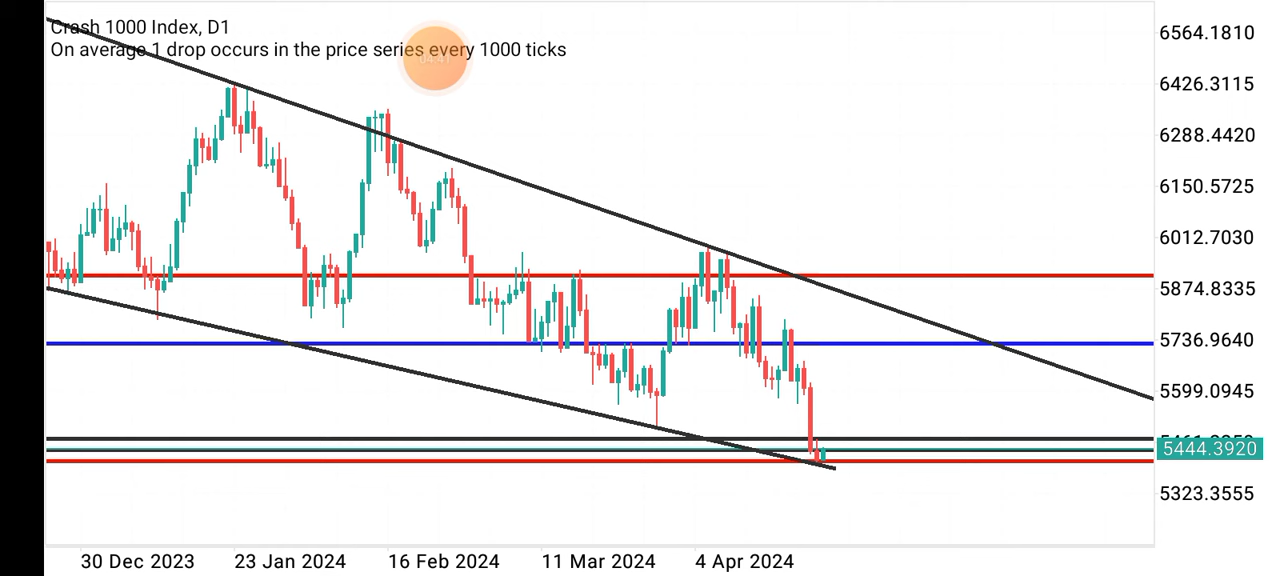 Crash 1000 Index, D1
On average 1 drop occurs in the price series every 1000 ticks
04:41
6564.1810
6426.3115
6288.4420
6150.5725
6012.7030
5874.8335
5736.9640
5599.0945
5444.3920
5323.3555
30 Dec 2023
23 Jan 2024
16 Feb 2024
11 Mar 2024
4 Apr 2024